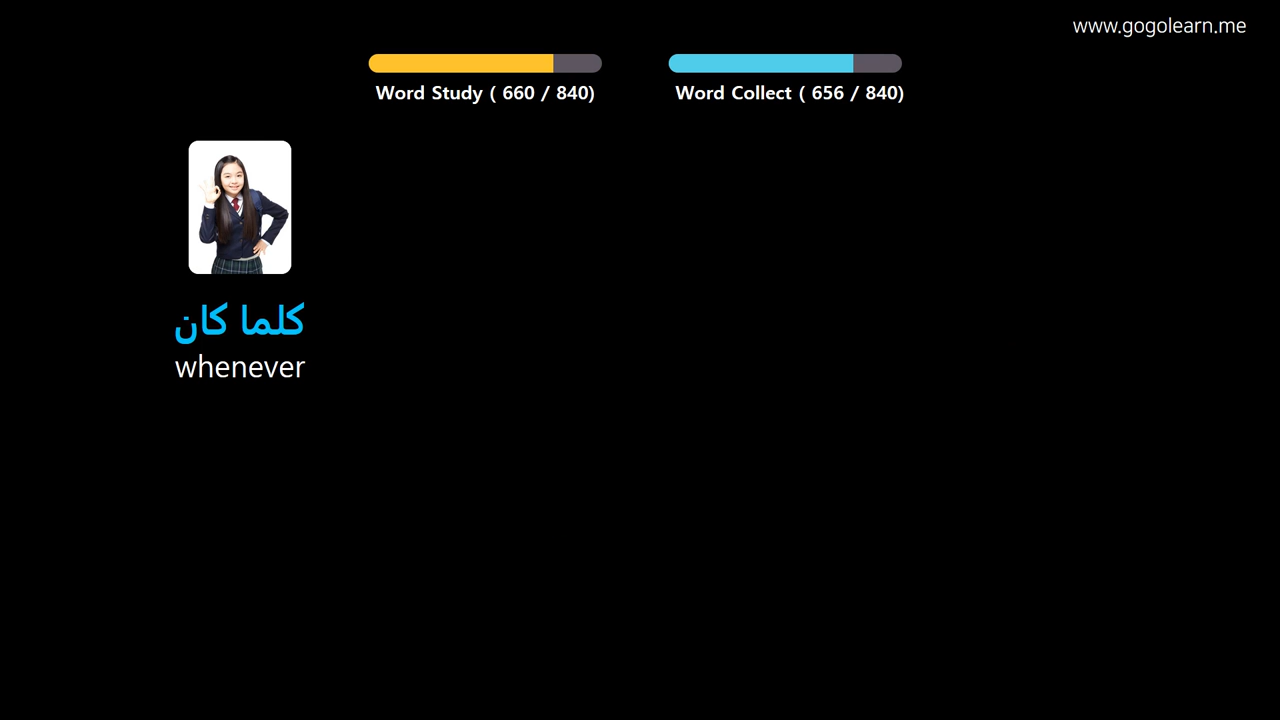 www.gogolearn.me
Word Study ( 660 / 840)
Word Collect ( 656 / 840)
كلما كان
whenever